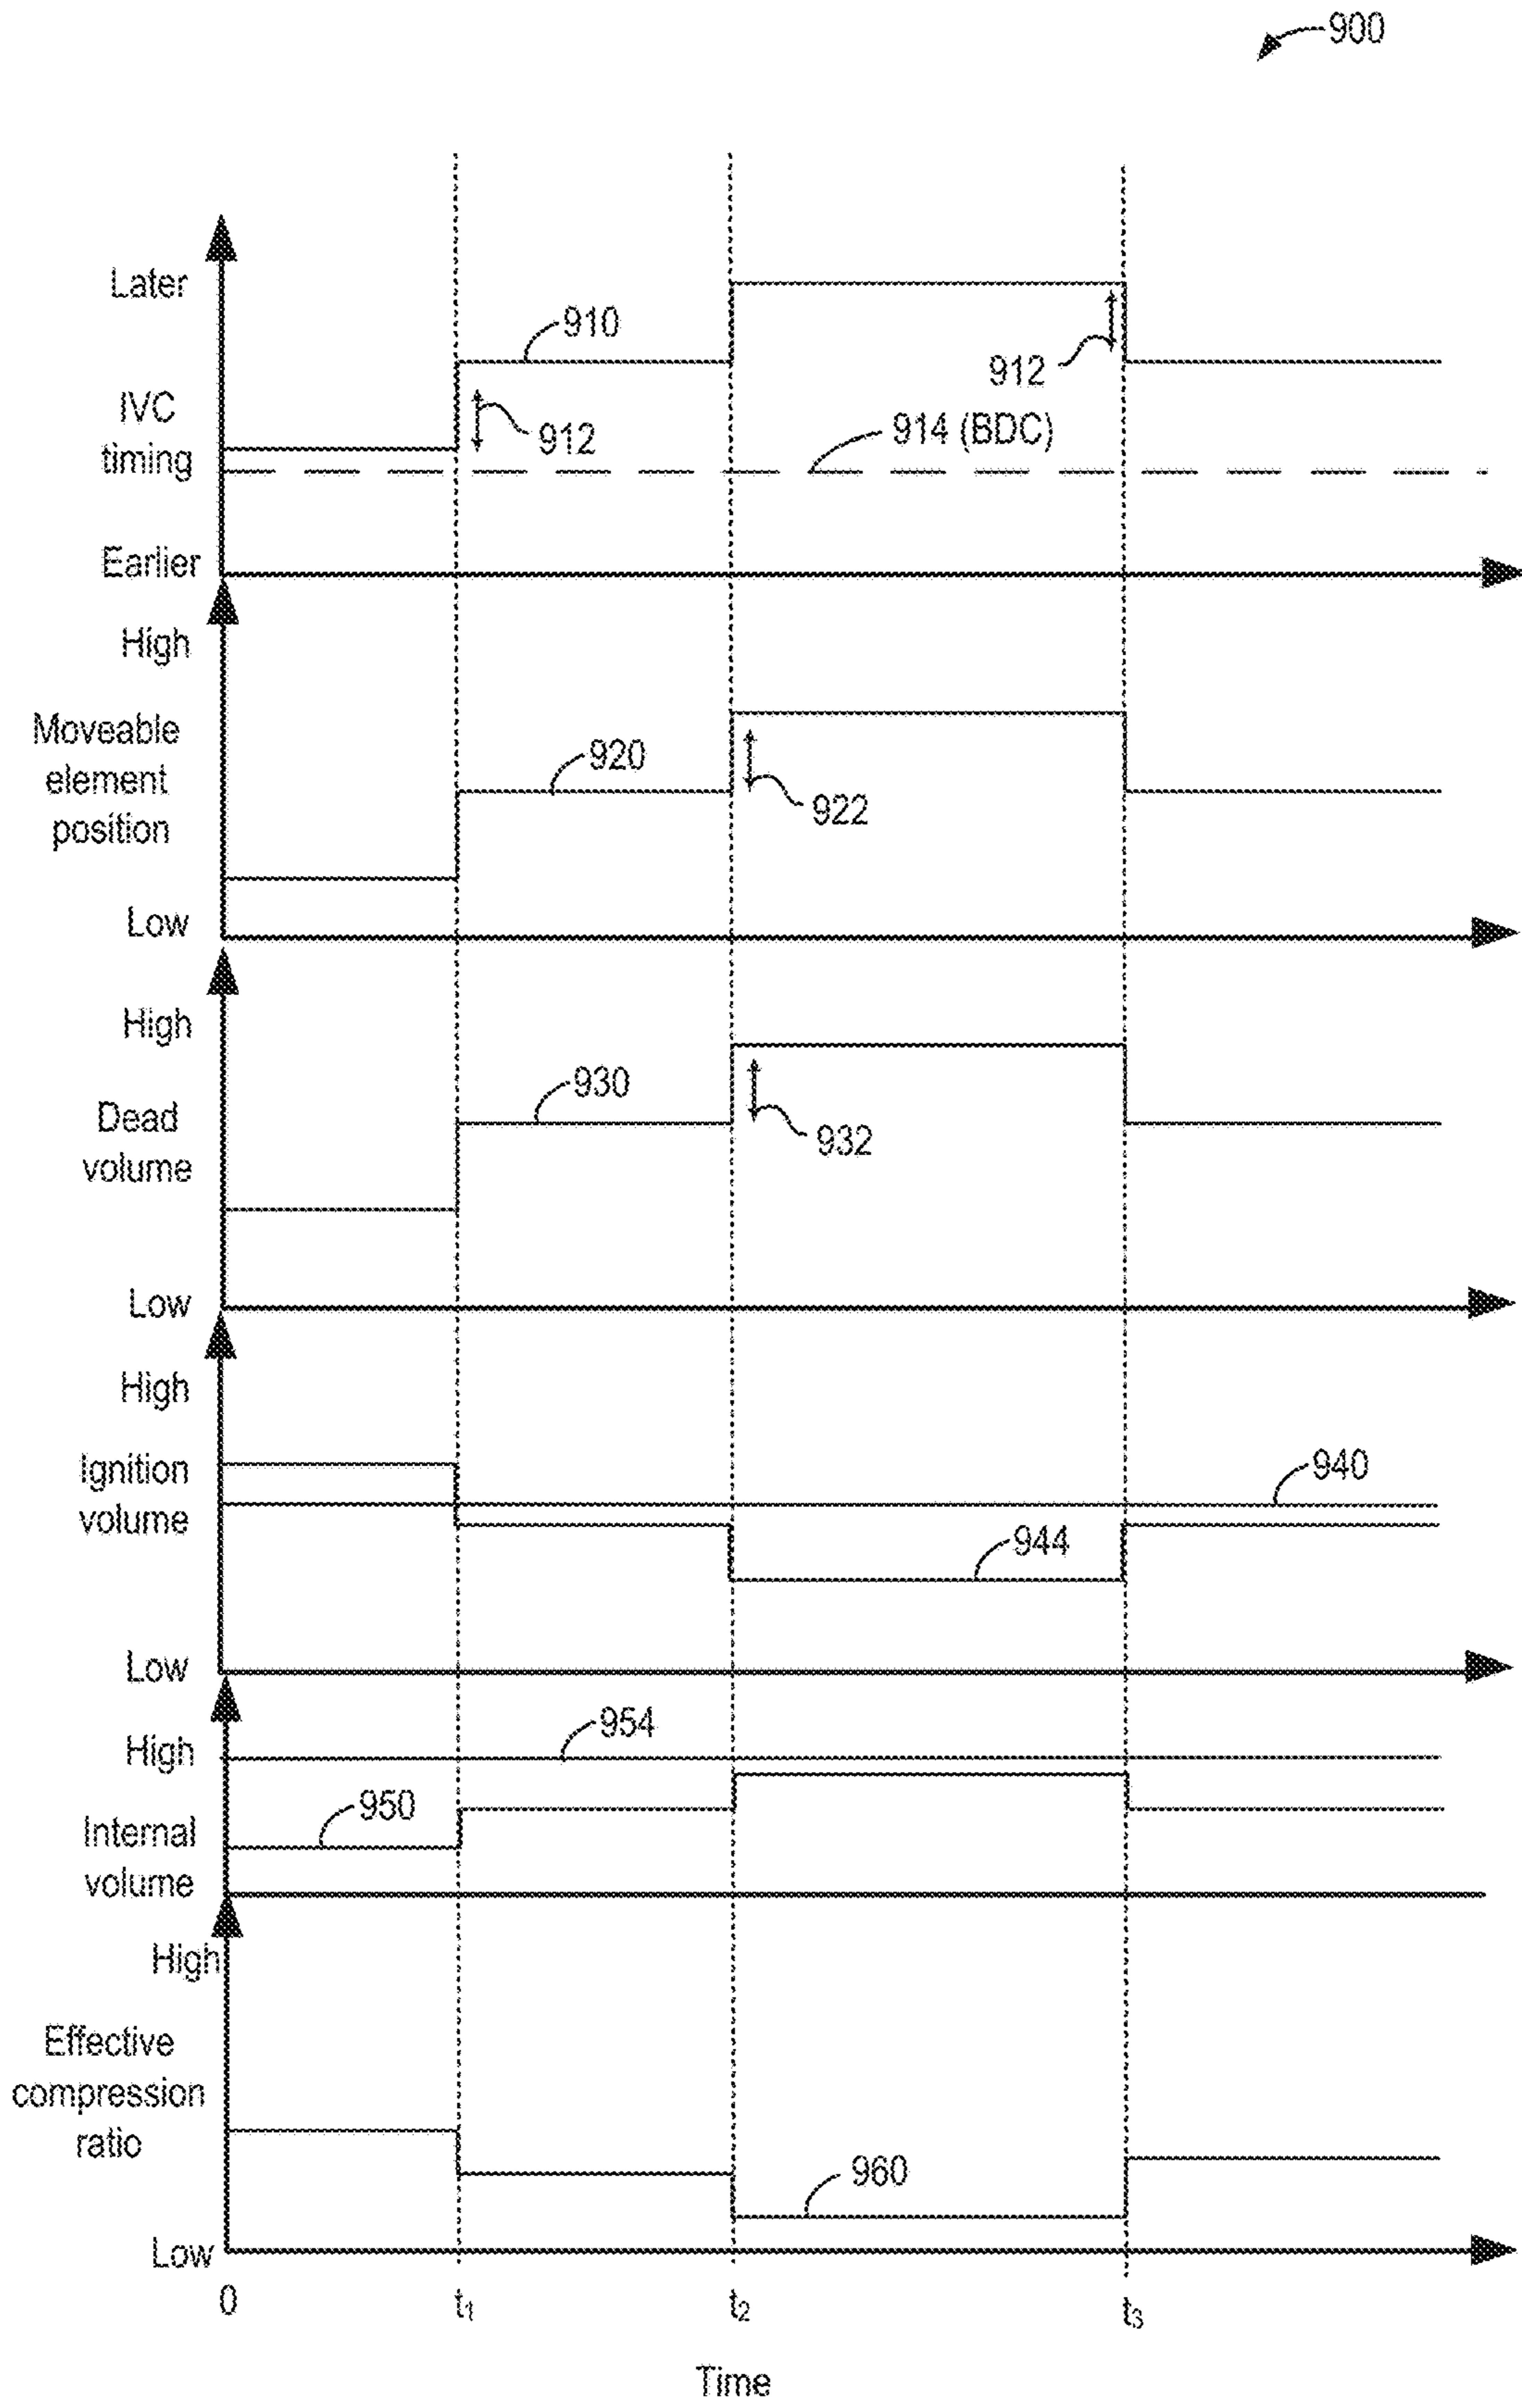 900
Later
910
912
IVC
timing
912
914 (BDC)
Earlier
High
Moveable
element
position
920
922
Low
High
930
Dead
volume
932
Low
High
Ignition
volume
940
944
Low
954
High
950
Internal
volume
High
Effective
compression
ratio
960
Low
0
t1
t2
t3
Time